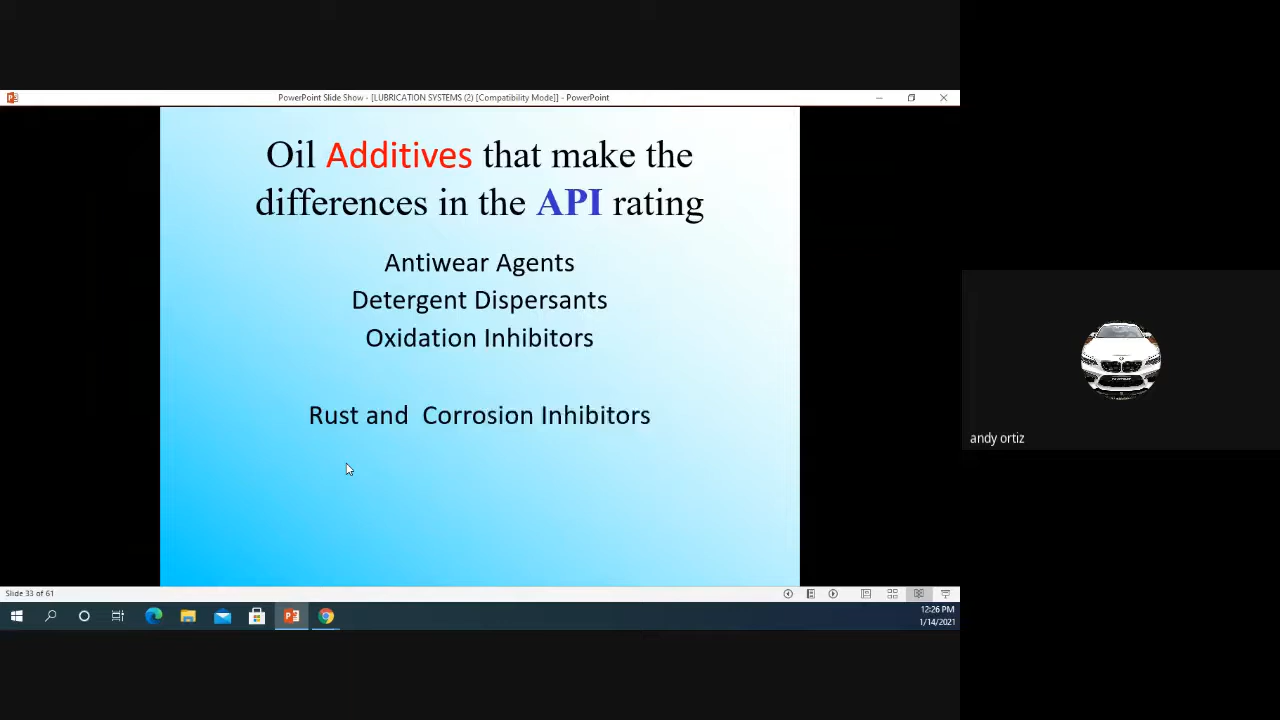 PowerPoint Slide Show - [LUBRICATION SYSTEMS (2) [Compatibility Mode]] - PowerPoint
Oil Additives that make the
differences in the API rating
Antiwear Agents
Detergent Dispersants
Oxidation Inhibitors
Rust and Corrosion Inhibitors
andy ortiz
Slide 33 of 61
12:26 PM
1/14/2021